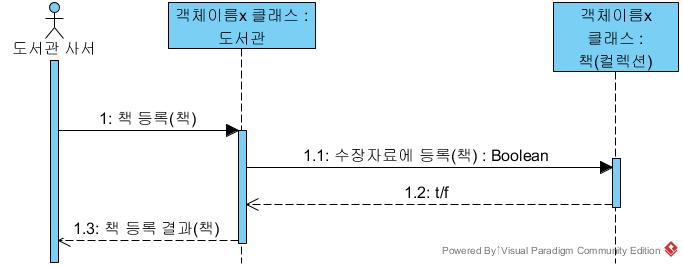 객체이름x 클래스 :
도서관
객체이름x
클래스 :
책(컬렉션)
도서관 사서
1: 책 등록(책)
1.1: 수장자료에 등록(책) : Boolean
1.2: t/f
1.3: 책 등록 결과(책)
Powered By Visual Paradigm Community Edition